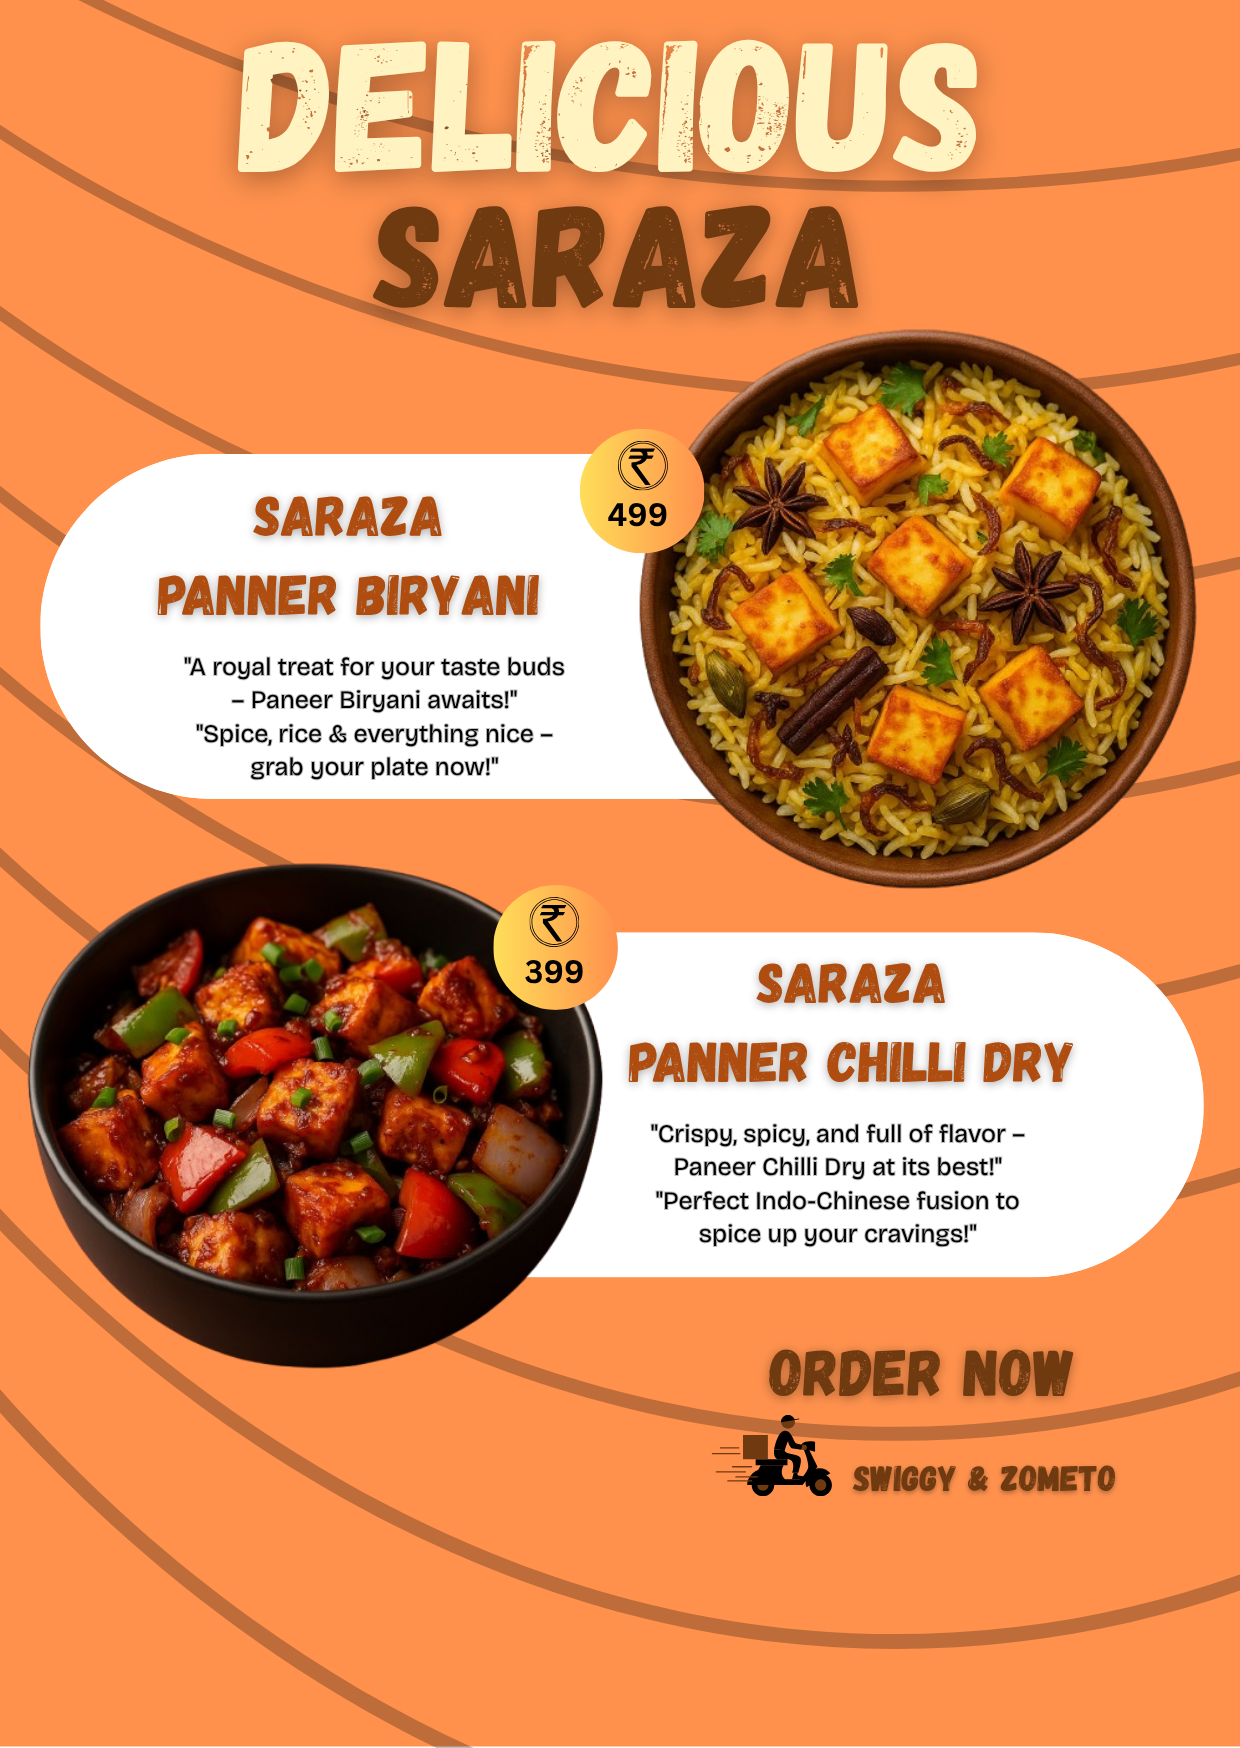 DELICIOUS
SARAZA
₹
499
SARAZA
PANNER BIRYANI
"A royal treat for your taste buds
– Paneer Biryani awaits!"
"Spice, rice & everything nice –
grab your plate now!"
₹
399
SARAZA
PANNER CHILLI DRY
"Crispy, spicy, and full of flavor –
Paneer Chilli Dry at its best!"
"Perfect Indo-Chinese fusion to
spice up your cravings!"
ORDER NOW
SWIGGY & ZOMETO